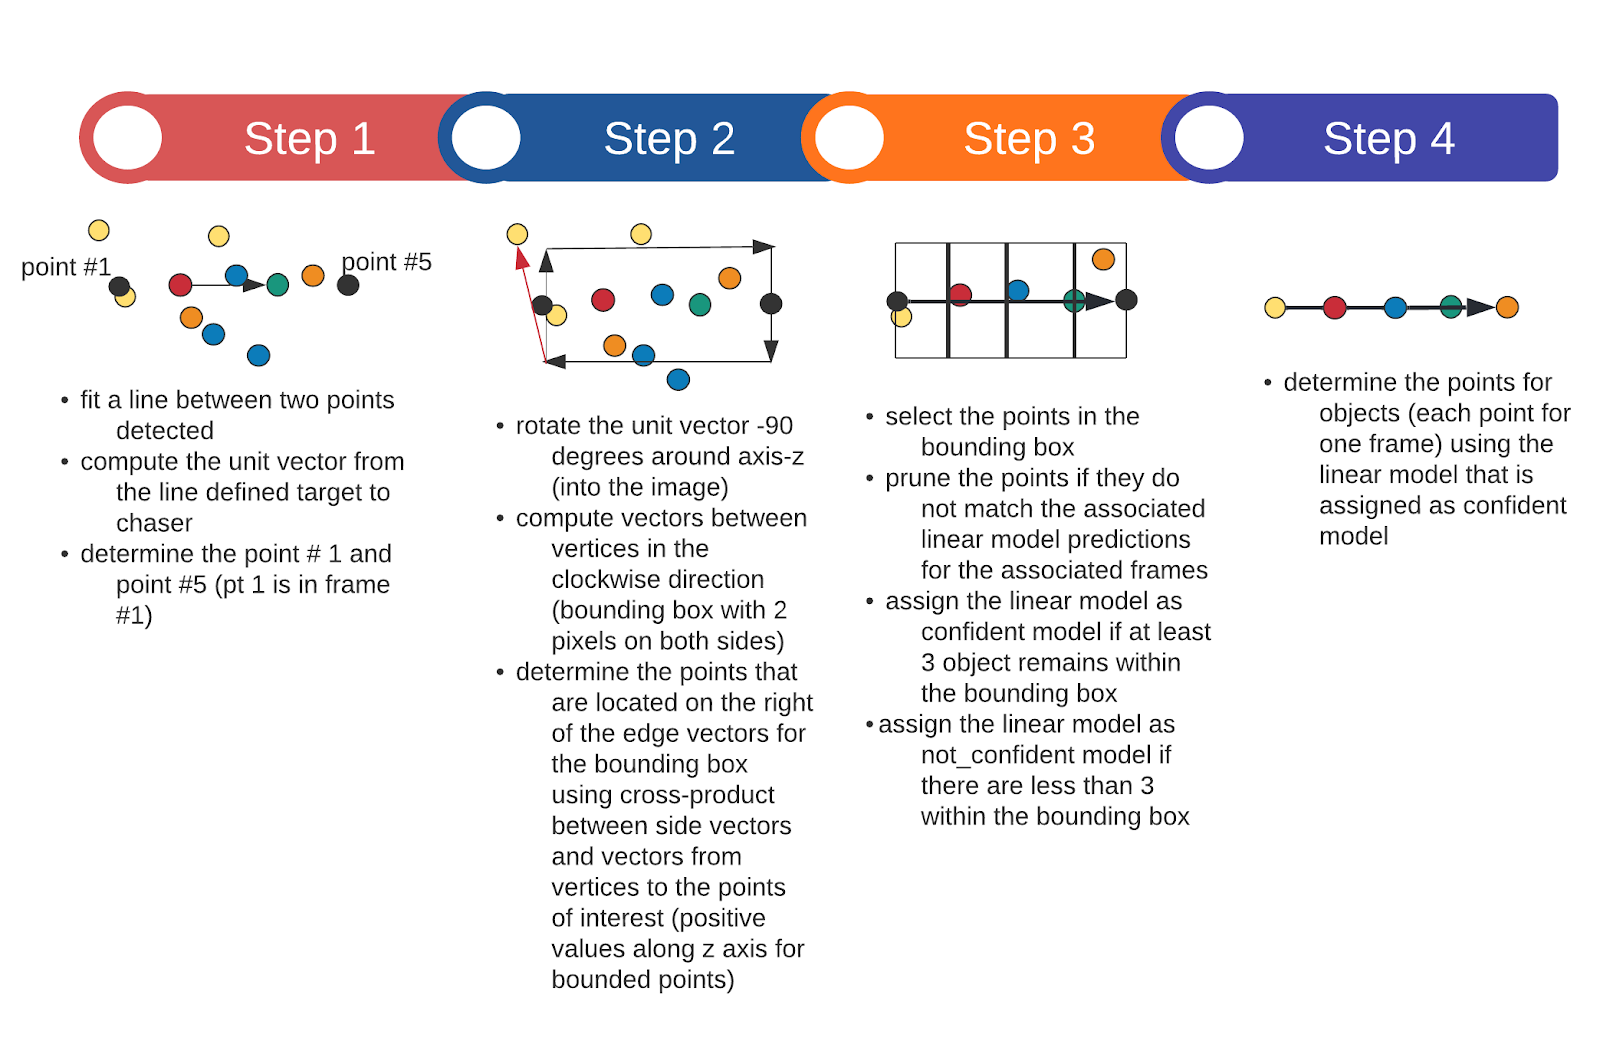 Step 1
Step 2
Step 3
Step 4
point #1
point #5
• fit a line between two points
detected
• compute the unit vector from
the line defined target to
chaser
• determine the point # 1 and
point #5 (pt 1 is in frame
#1)
• rotate the unit vector -90
degrees around axis-z
(into the image)
• compute vectors between
vertices in the
clockwise direction
(bounding box with 2
pixels on both sides)
• determine the points that
are located on the right
of the edge vectors for
the bounding box
using cross-product
between side vectors
and vectors from
vertices to the points
of interest (positive
values along z axis for
bounded points)
• select the points in the
bounding box
• prune the points if they do
not match the associated
linear model predictions
for the associated frames
• assign the linear model as
confident model if at least
3 object remains within
the bounding box
• assign the linear model as
not_confident model if
there are less than 3
within the bounding box
• determine the points for
objects (each point for
one frame) using the
linear model that is
assigned as confident
model